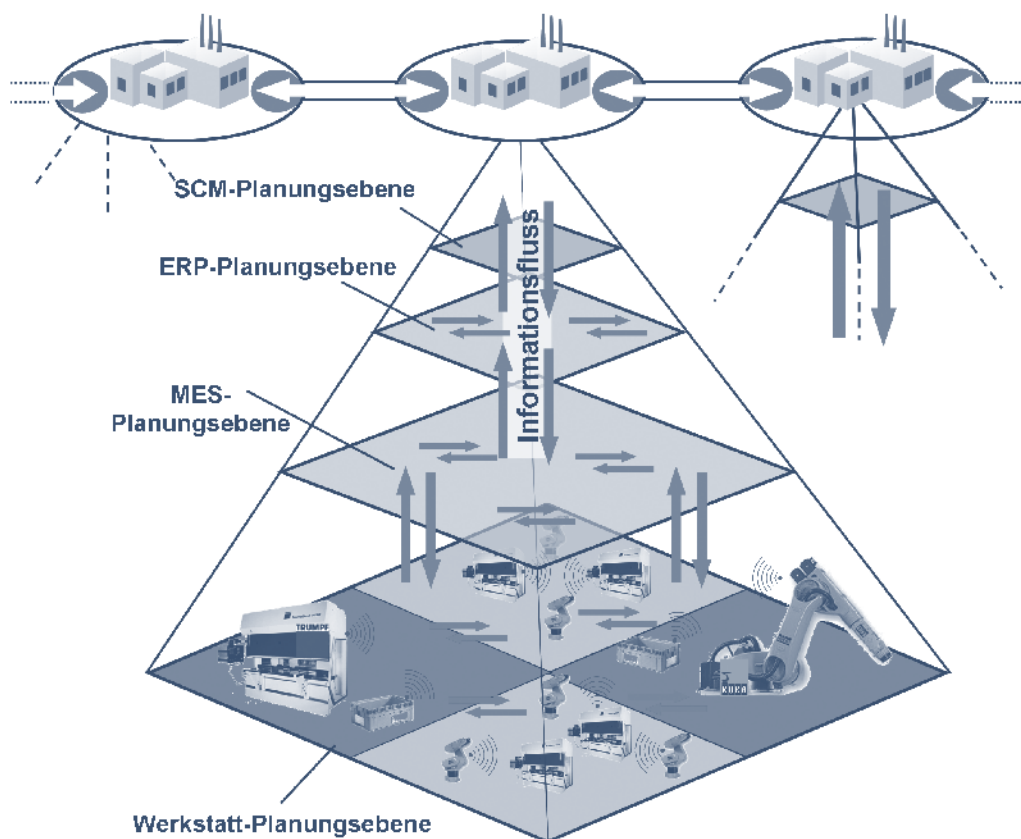 SCM-Planungsebene
ERP-Planungsebene
Informationsfluss
MES-
Planungsebene
TRUMPF
KUKA
Werkstatt-Planungsebene